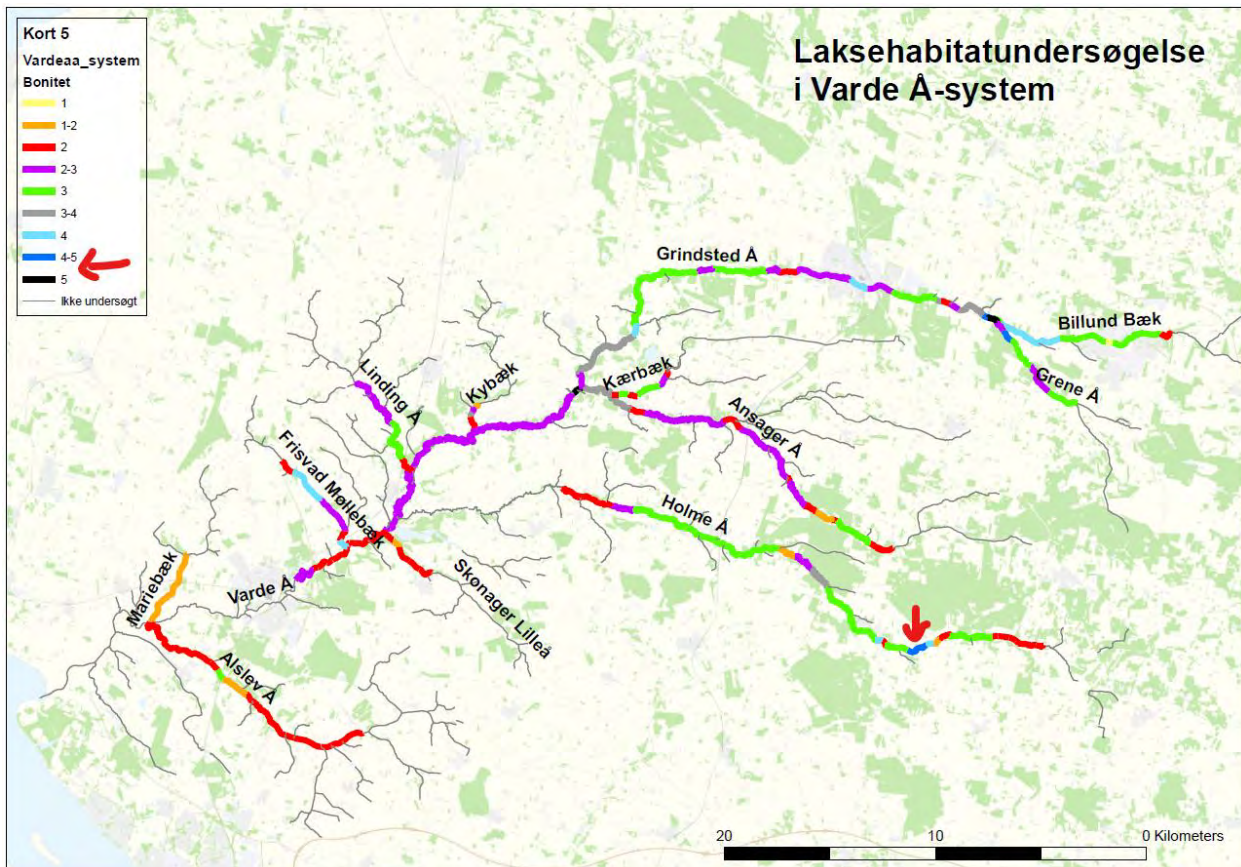 Kort 5
Vardeaa_system
Bonitet
1
1-2
2
2-3
3
3-4
4
4-5
5
Ikke undersøgt
Laksehabitatundersøgelse
i Varde Å-system
Grindsted Å
Billund Bæk
Grene Å
Kærbæk
Kybæk
Linding Å
Ansager Å
Frisvad Møllebæk
Holme Å
Mariebæk
Varde Å
Skonager Lilleå
Alslev Å
20 10 0 Kilometers